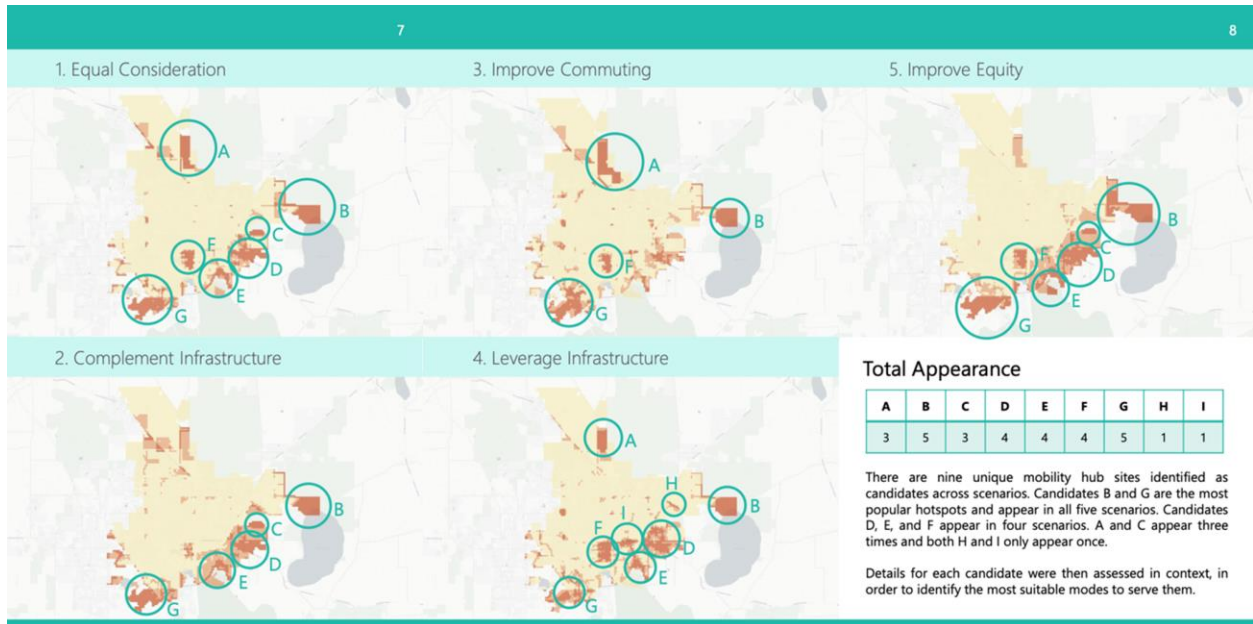 7
8
1. Equal Consideration
A
B
C
D
F
E
G
2. Complement Infrastructure
B
C
D
E
G
3. Improve Commuting
A
B
F
G
4. Leverage Infrastructure
A
H
B
I
F
D
E
G
5. Improve Equity
B
C
F
D
E
G
Total Appearance
A B C D E F G H I
3 5 3 4 4 4 5 1 1
There are nine unique mobility hub sites identified as
candidates across scenarios. Candidates B and G are the most
popular hotspots and appear in all five scenarios. Candidates
D, E, and F appear in four scenarios. A and C appear three
times and both H and I only appear once.
Details for each candidate were then assessed in context, in
order to identify the most suitable modes to serve them.